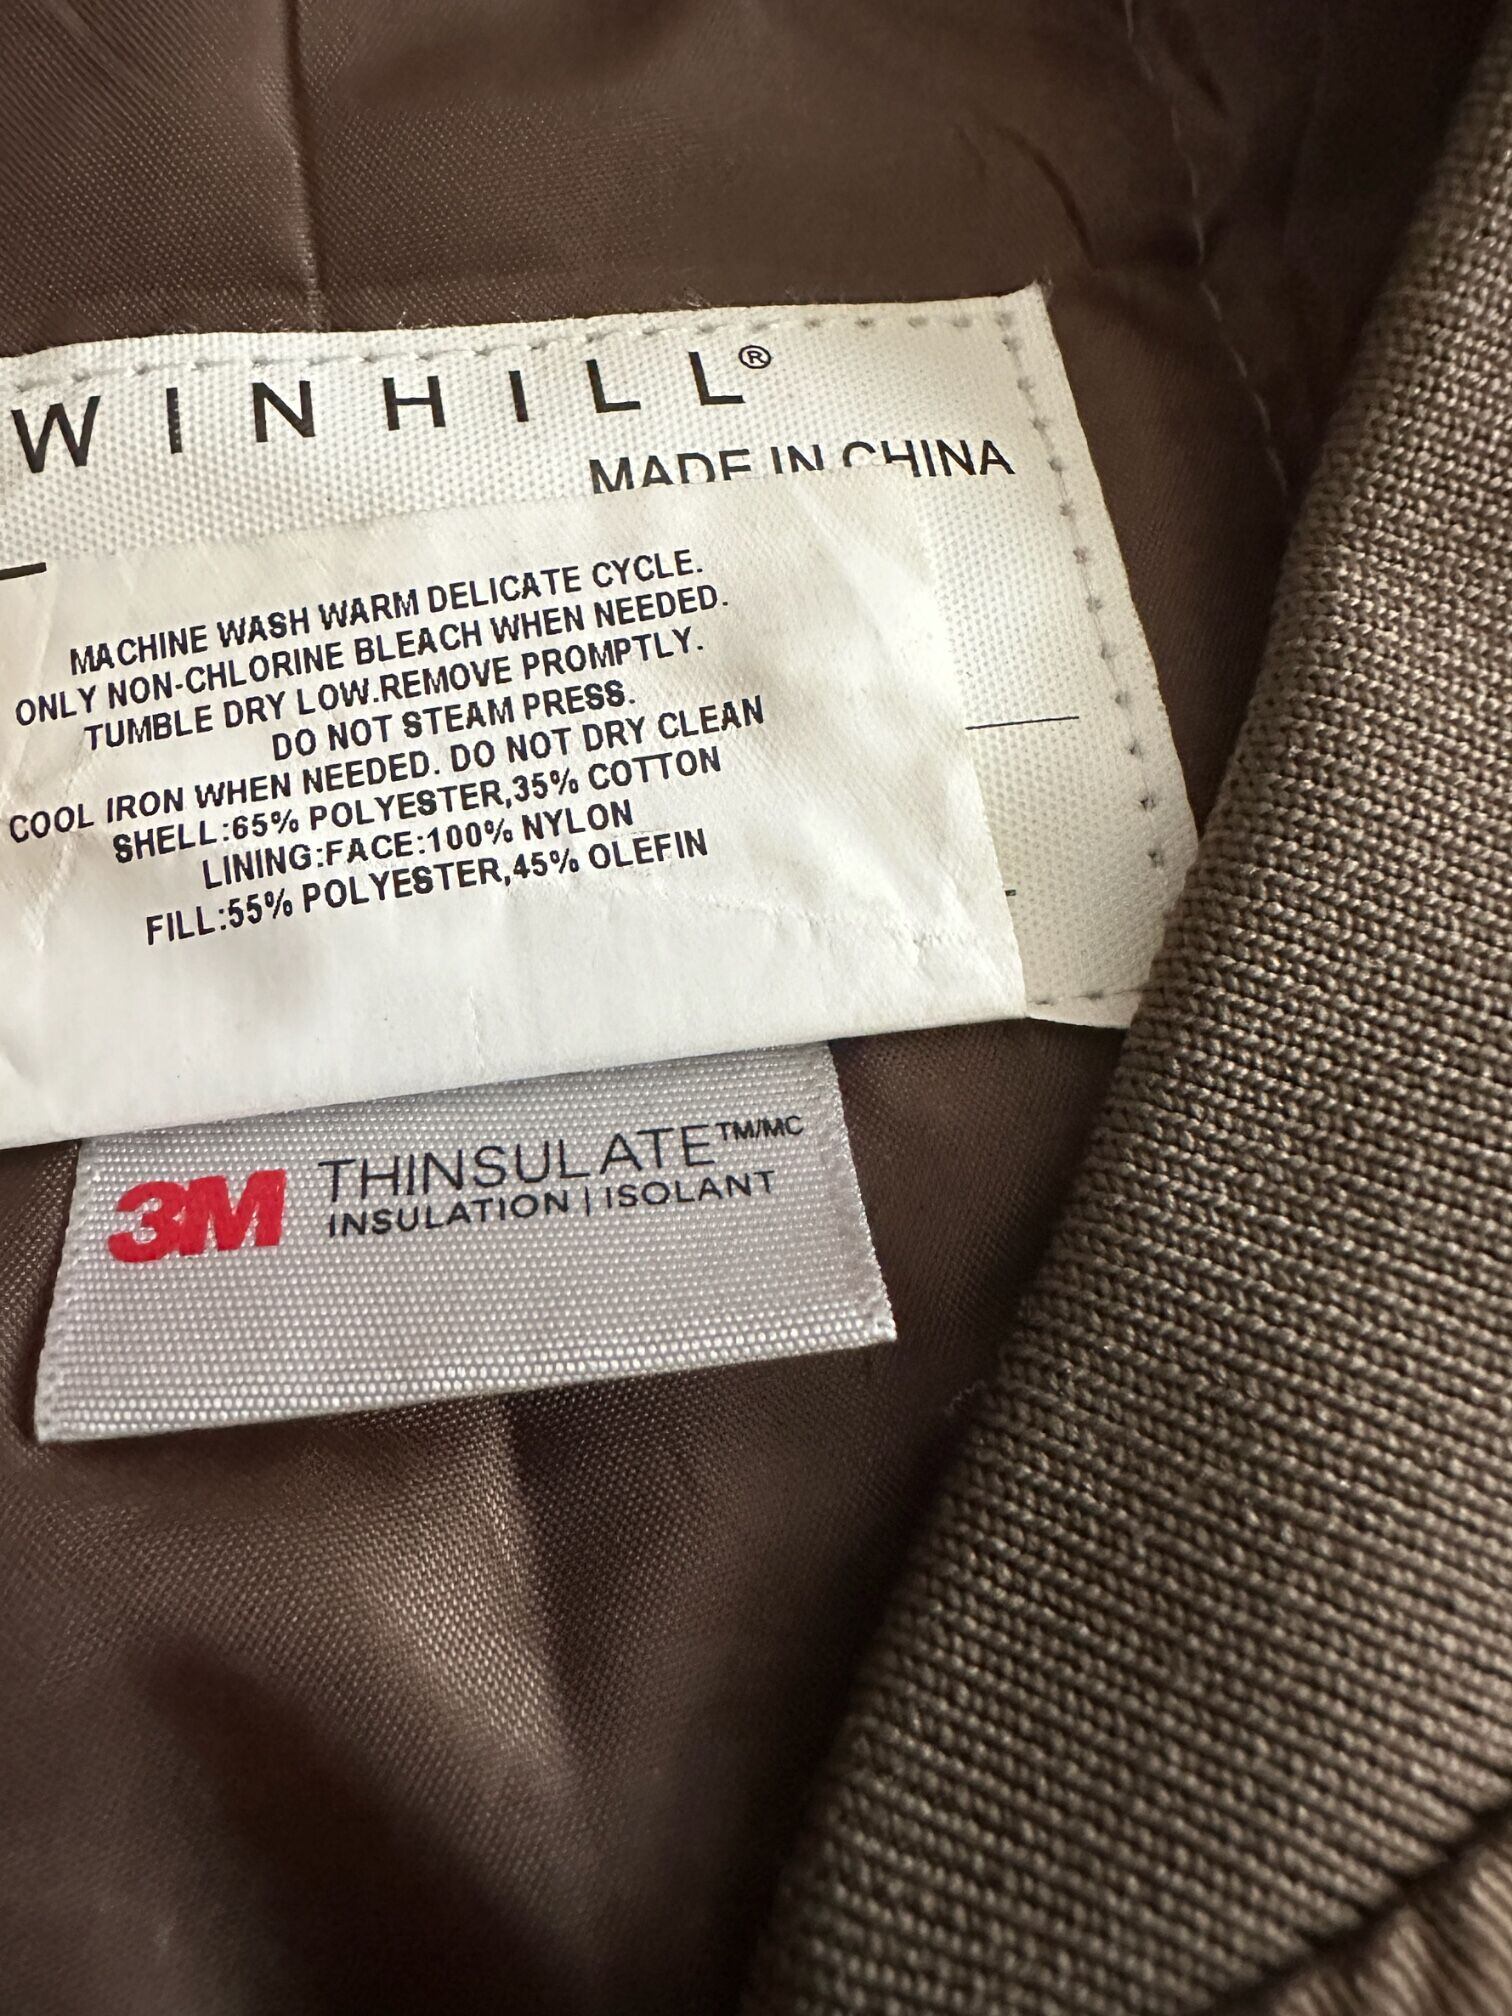 WINHILL®
MADE IN CHINA
MACHINE WASH WARM DELICATE CYCLE.
ONLY NON-CHLORINE BLEACH WHEN NEEDED.
TUMBLE DRY LOW.REMOVE PROMPTLY.
DO NOT STEAM PRESS.
COOL IRON WHEN NEEDED. DO NOT DRY CLEAN
SHELL:65% POLYESTER,35% COTTON
LINING:FACE:100% NYLON
FILL:55% POLYESTER,45% OLEFIN
3M THINSULATE™/MC
INSULATION | ISOLANT